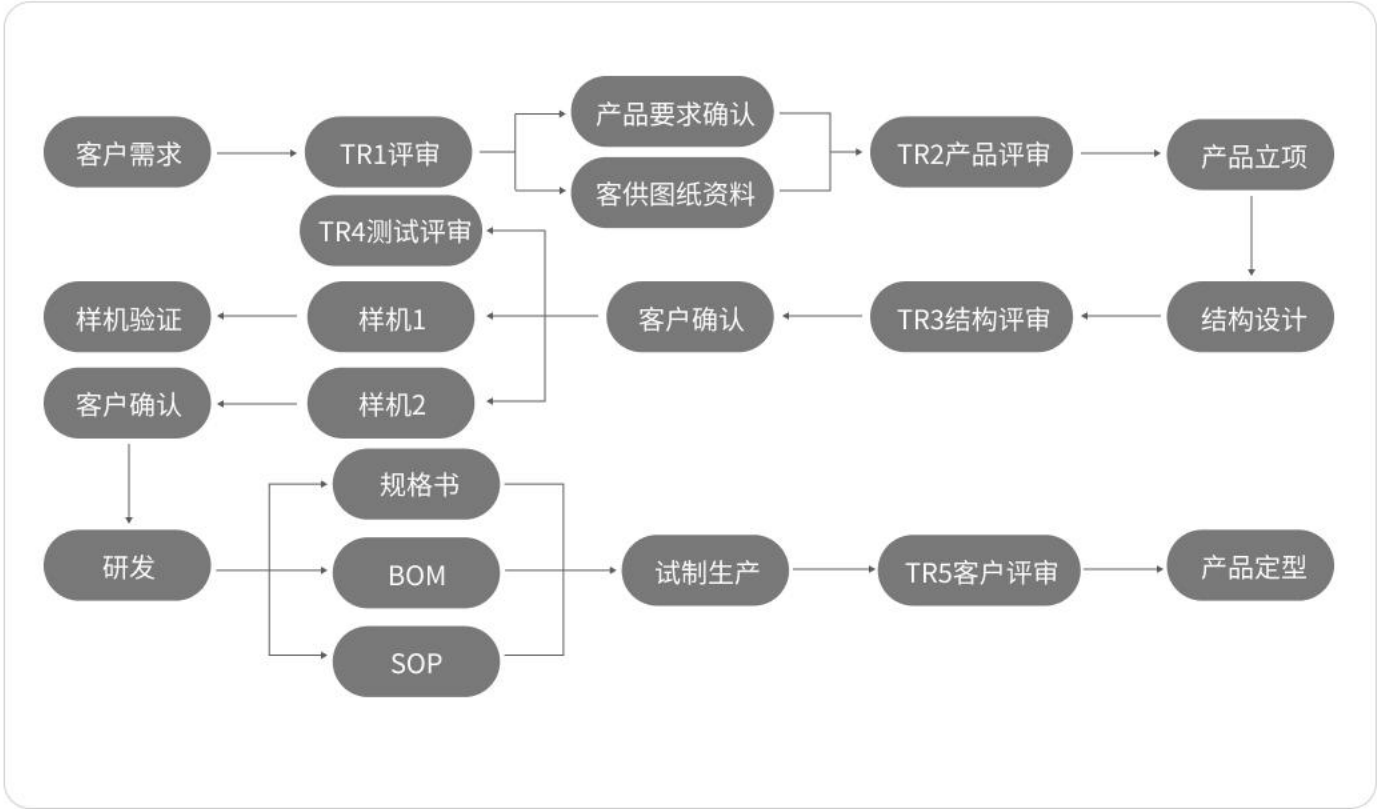 客户需求
TR1评审
产品要求确认
客供图纸资料
TR2产品评审
产品立项
TR4测试评审
样机验证
样机1
客户确认
TR3结构评审
结构设计
客户确认
样机2
规格书
研发
BOM
SOP
试制生产
TR5客户评审
产品定型